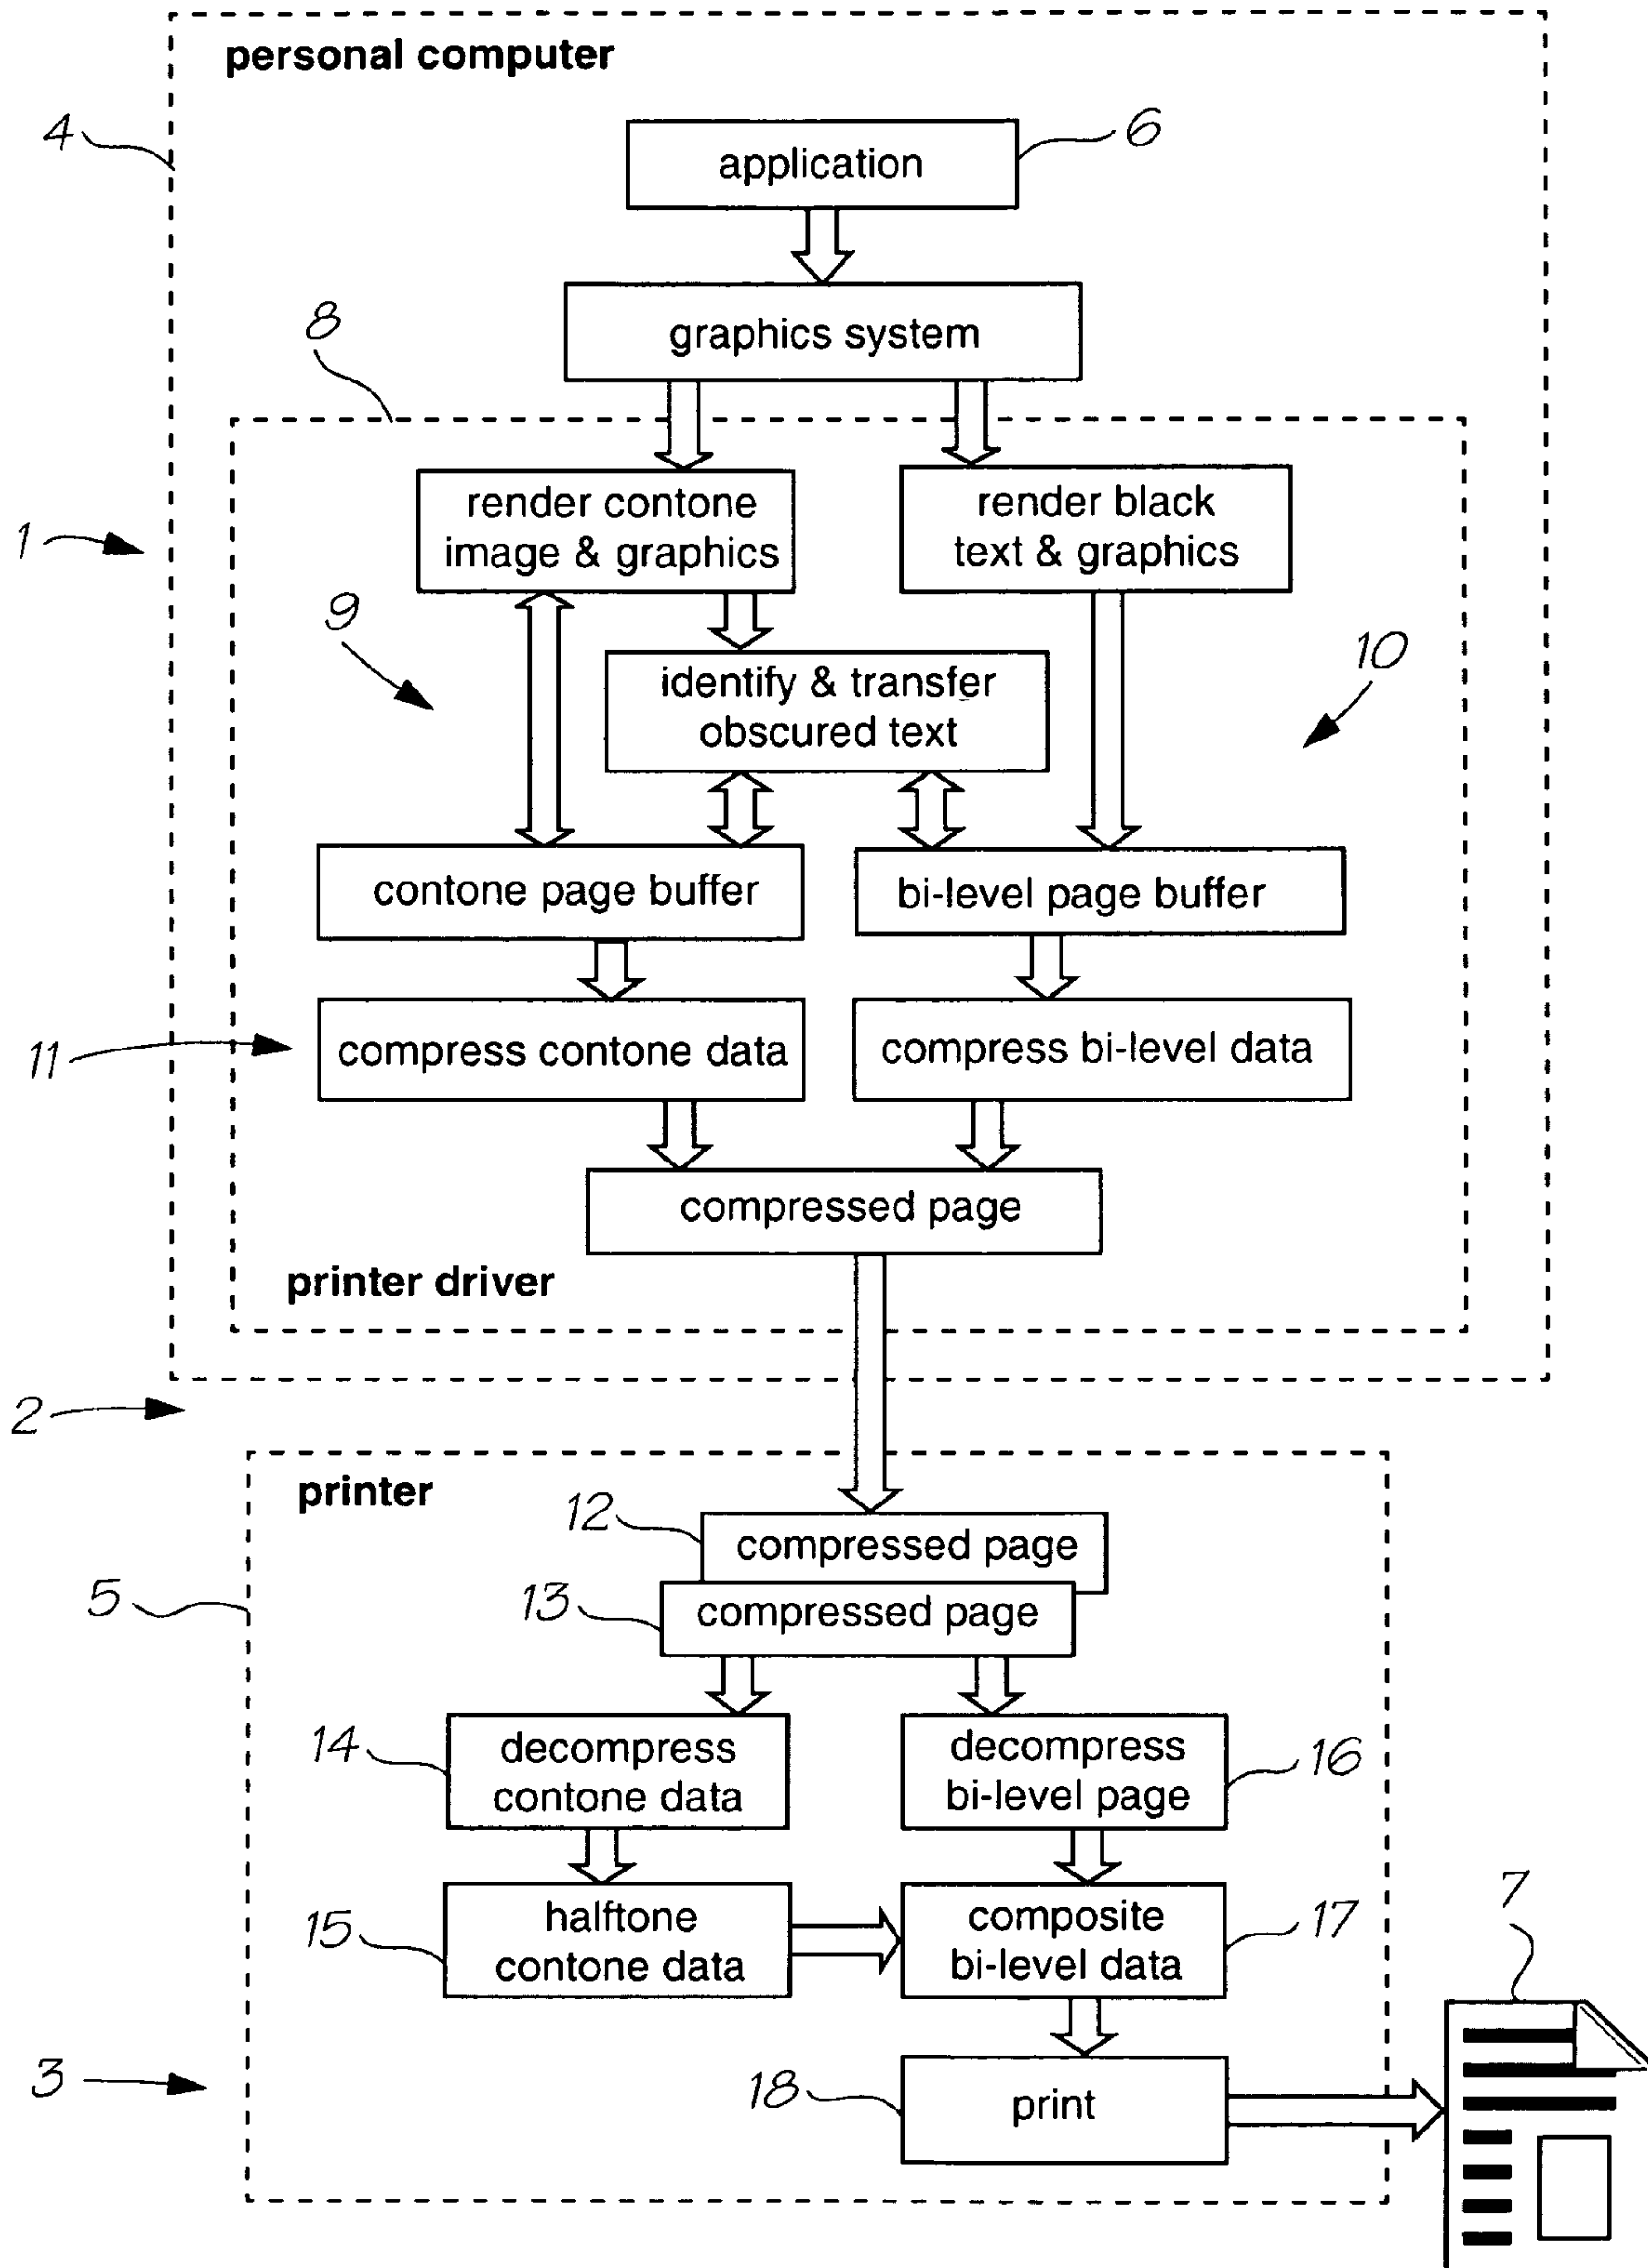 personal computer
4
application
6
graphics system
8
render contone
image & graphics
render black
text & graphics
1
9
identify & transfer
obscured text
10
contone page buffer
bi-level page buffer
11
compress contone data
compress bi-level data
compressed page
printer driver
2
printer
12
compressed page
5
13
compressed page
14
decompress
contone data
decompress
bi-level page
16
15
halftone
contone data
composite
bi-level data
17
7
3
18
print